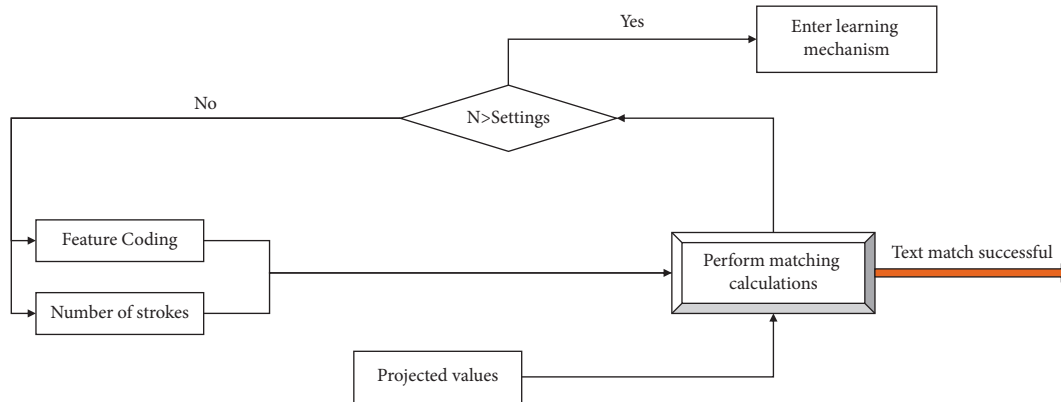 Yes
Enter learning
mechanism
No
N>Settings
Feature Coding
Perform matching
calculations
Text match successful
Number of strokes
Projected values